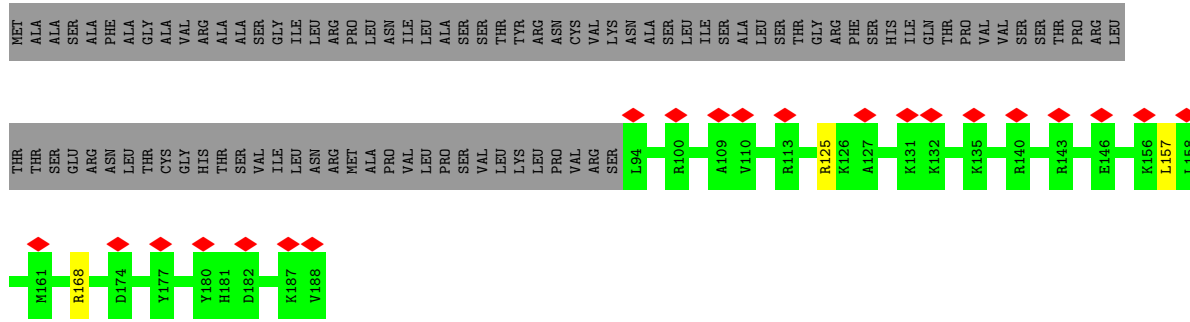 MET ALA ALA SER ALA PHE ALA GLY ALA VAL ARG ALA ALA SER GLY ILE LEU ARG PRO LEU ASN ILE LEU ALA SER SER THR TYR ARG ASN CYS VAL LYS ASN ALA SER LEU ILE SER ALA LEU SER THR GLY ARG PHE SER HIS ILE GLN THR PRO VAL VAL SER SER THR PRO ARG LEU
THR THR SER GLU ARG ASN LEU THR CYS GLY HIS THR SER VAL ILE LEU ASN ARG MET ALA PRO VAL LEU PRO SER VAL LEU LYS LEU PRO VAL ARG SER L94 R100 A109 V110 R113 R125 K126 A127 K131 K132 K135 R140 R143 E146 K156 L157 L158
M161 R168 D174 Y177 Y180 H181 D182 K187 V188